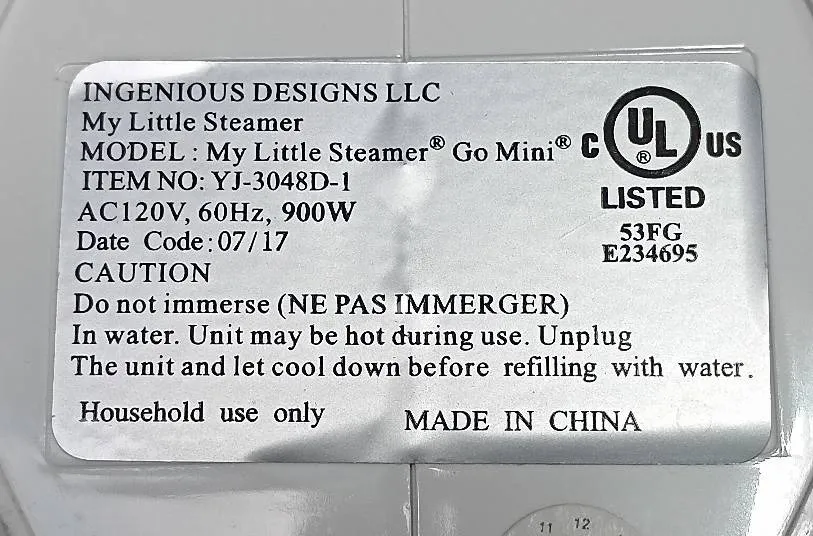 INGENIOUS DESIGNS LLC
My Little Steamer
MODEL : My Little Steamer® Go Mini®
ITEM NO: YJ-3048D-1
AC120V, 60Hz, 900W
Date Code:07/17
CAUTION
Do not immerse (NE PAS IMMERGER)
In water. Unit may be hot during use. Unplug
The unit and let cool down before refilling with water.
Household use only
MADE IN CHINA
C UL® US
LISTED
53FG
E234695
11 12